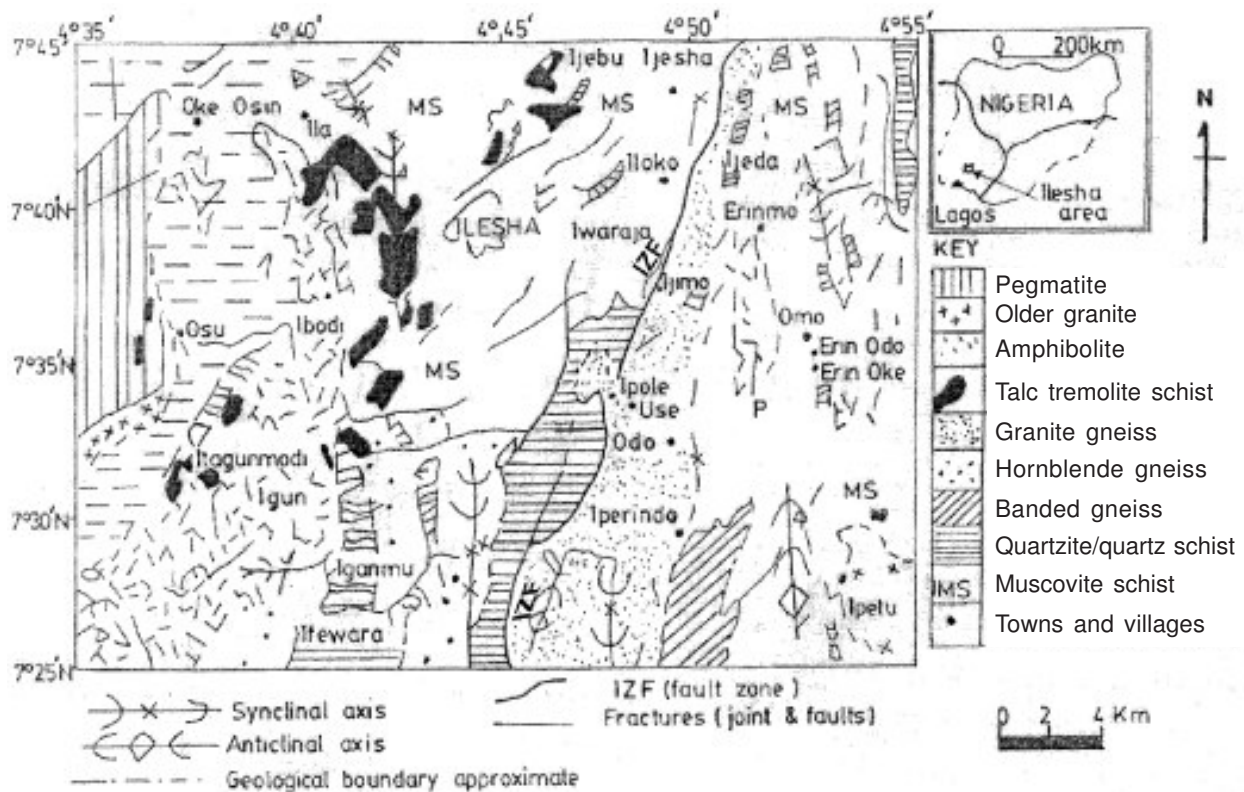 4°35′ 4°40′ 4°45′ 4°50′ 4°55′
7°45′
Ijebu Ijesha
Oke Osin
MS
MS
MS
Ila
Iloko
Ijeda
7°40′N
ILESHA
Iwaraja
Erinmo
IZF
Ijimo
Osu
Ibodi
Omo
7°35′N
MS
Erin Odo
Erin Oke
Ipole
Use
P
Odo
Itagunmodi
Igun
MS
7°30′N
Iperindo
Iganmu
IZF
Ipetu
Ifewara
7°25′N
0 200km
NIGERIA
Lagos
Ilesha
area
N
KEY
Pegmatite
Older granite
Amphibolite
Talc tremolite schist
Granite gneiss
Hornblende gneiss
Banded gneiss
Quartzite/quartz schist
IMS Muscovite schist
Towns and villages
Synclinal axis
Anticlinal axis
Geological boundary approximate
IZF (fault zone)
Fractures (joint & faults)
0 2 4 Km